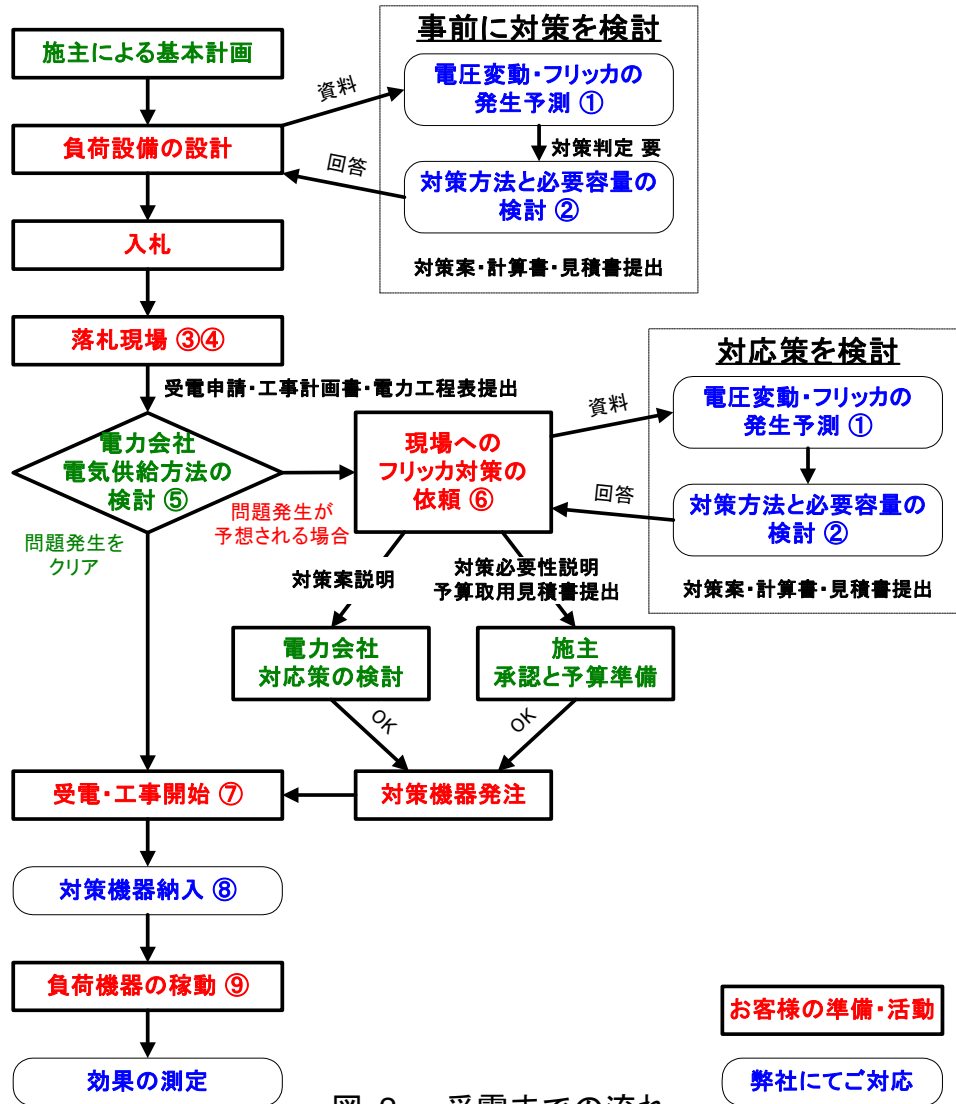 施主による基本計画
負荷設備の設計
入札
落札現場 ③④
事前に対策を検討
資料
電圧変動・フリッカの
発生予測 ①
対策判定 要
回答
対策方法と必要容量の
検討 ②
対策案・計算書・見積書提出
受電申請・工事計画書・電力工程表提出
電力会社
電気供給方法の
検討 ⑤
問題発生を
クリア
問題発生が
予想される場合
現場への
フリッカ対策の
依頼 ⑥
対応策を検討
資料
電圧変動・フリッカの
発生予測 ①
回答
対策方法と必要容量の
検討 ②
対策案・計算書・見積書提出
対策案説明
対策必要性説明
予算取用見積書提出
電力会社
対応策の検討
施主
承認と予算準備
OK
OK
受電・工事開始 ⑦
対策機器発注
対策機器納入 ⑧
負荷機器の稼動 ⑨
効果の測定
お客様の準備・活動
弊社にてご対応